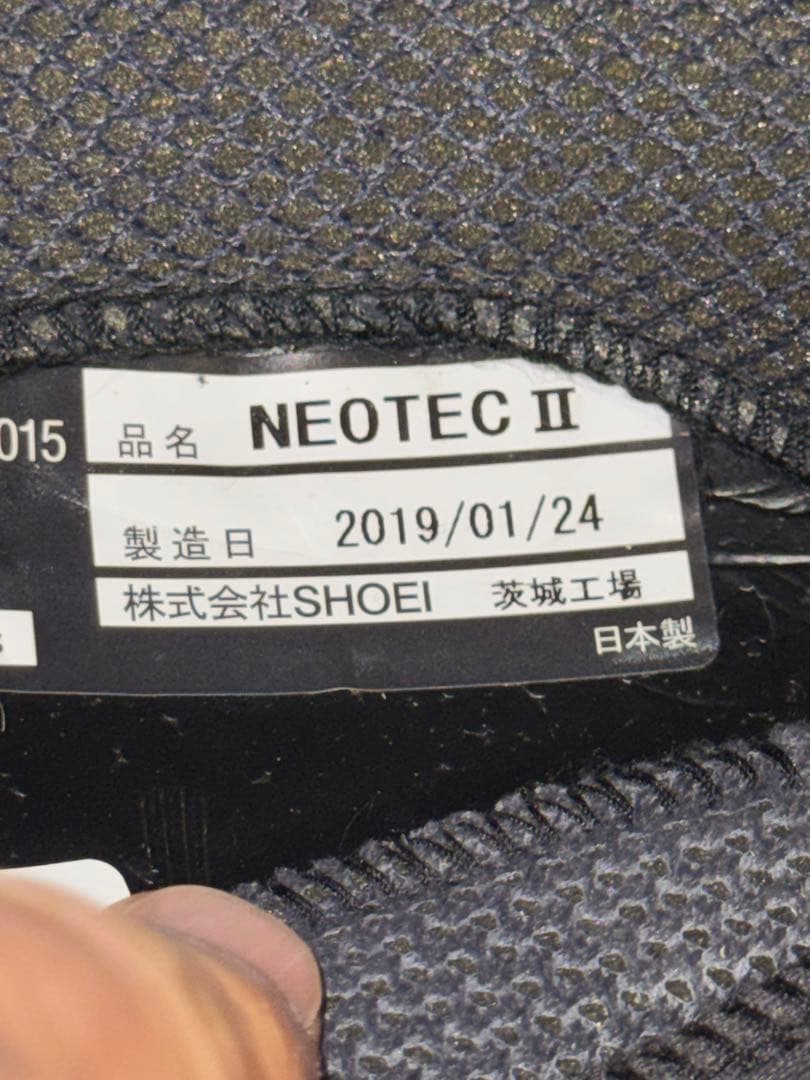 015
品名 NEOTEC II
製造日 2019/01/24
株式会社SHOEI 茨城工場
日本製